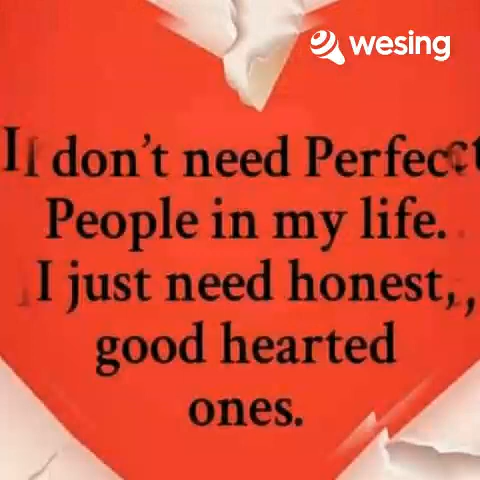 wesing
I don't need Perfect
People in my life.
I just need honest,
good hearted
ones.